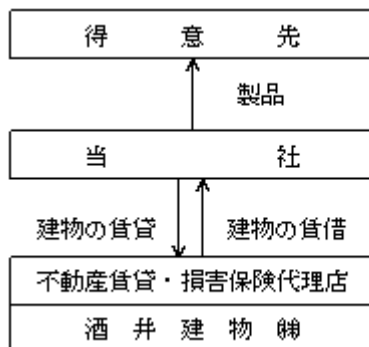 得意先
製品
当社
建物の賃貸 建物の賃借
不動産賃貸・損害保険代理店
酒井建物㈱